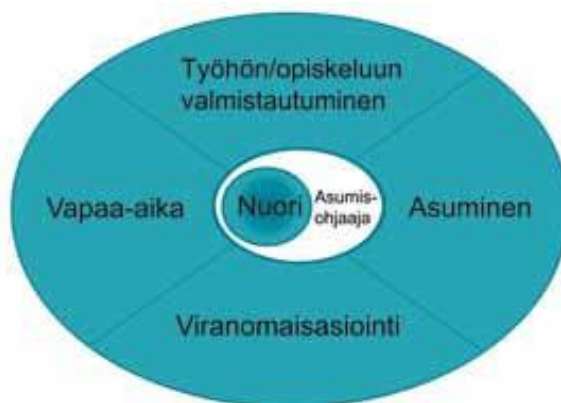 Työhön/opiskeluun
valmistautuminen
Vapaa-aika
Nuori
Asumis-
ohjaaja
Asuminen
Viranomaisasiointi